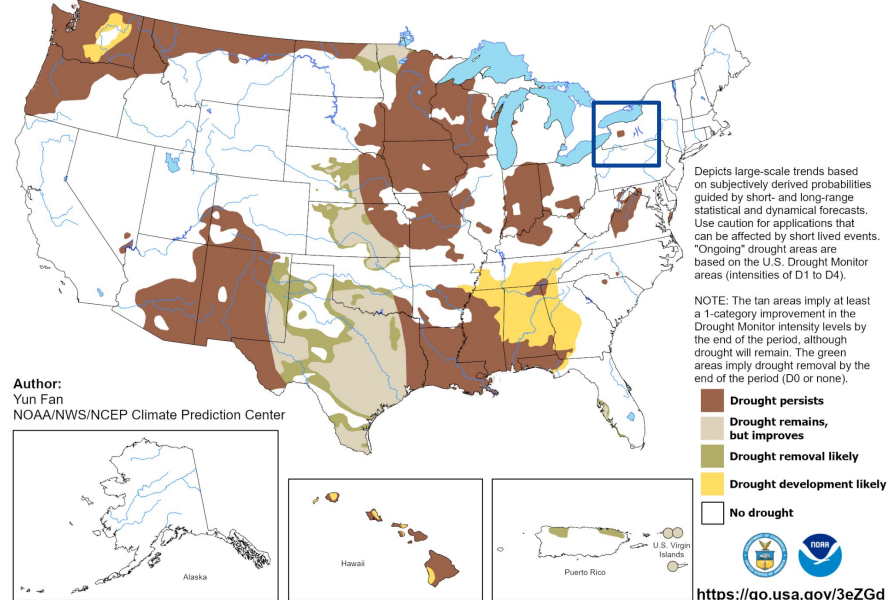 Depicts large-scale trends based
on subjectively derived probabilities
guided by short- and long-range
statistical and dynamical forecasts.
Use caution for applications that
can be affected by short lived events.
"Ongoing" drought areas are
based on the U.S. Drought Monitor
areas (intensities of D1 to D4).
NOTE: The tan areas imply at least
a 1-category improvement in the
Drought Monitor intensity levels by
the end of the period, although
drought will remain. The green
areas imply drought removal by the
end of the period (D0 or none).
Author:
Yun Fan
NOAA/NWS/NCEP Climate Prediction Center
Drought persists
Drought remains,
but improves
Drought removal likely
Drought development likely
No drought
Alaska
Hawaii
Puerto Rico
U.S. Virgin
Islands
NOAA
https://go.usa.gov/3eZGd